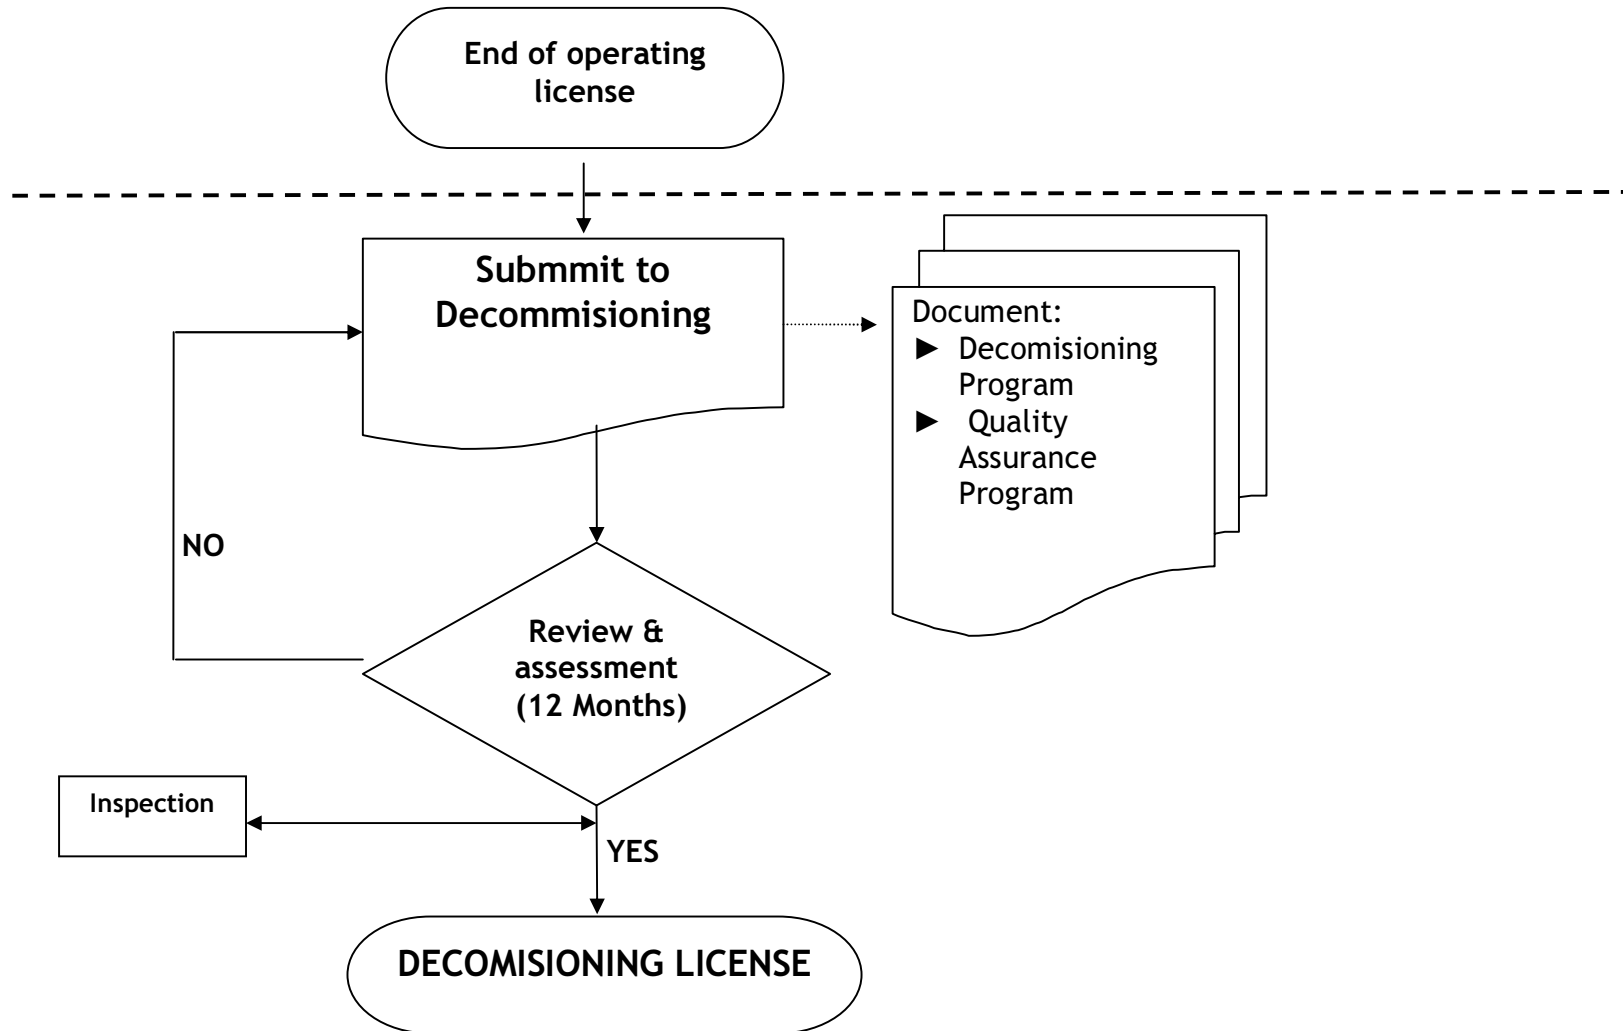 End of operating
license
Submmit to
Decommisioning
Document:
► Decomisioning
Program
► Quality
Assurance
Program
NO
Review &
assessment
(12 Months)
Inspection
YES
DECOMISIONING LICENSE